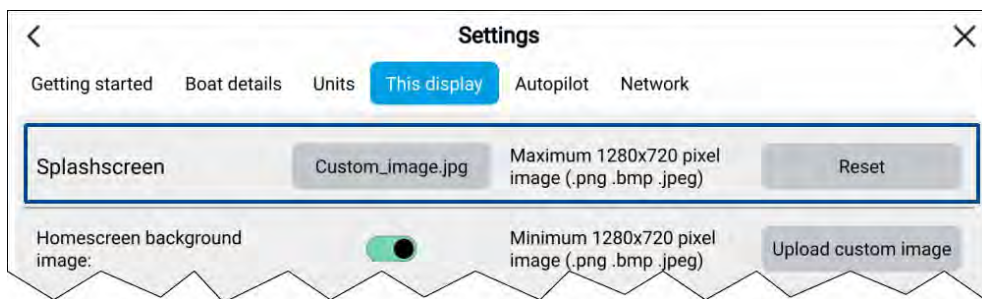 Settings
Getting started Boat details Units This display Autopilot Network
Splashscreen Custom_image.jpg Maximum 1280x720 pixel Reset
image (.png .bmp .jpeg)
Homescreen background Minimum 1280x720 pixel Upload custom image
image: image (.png .bmp .jpeg)